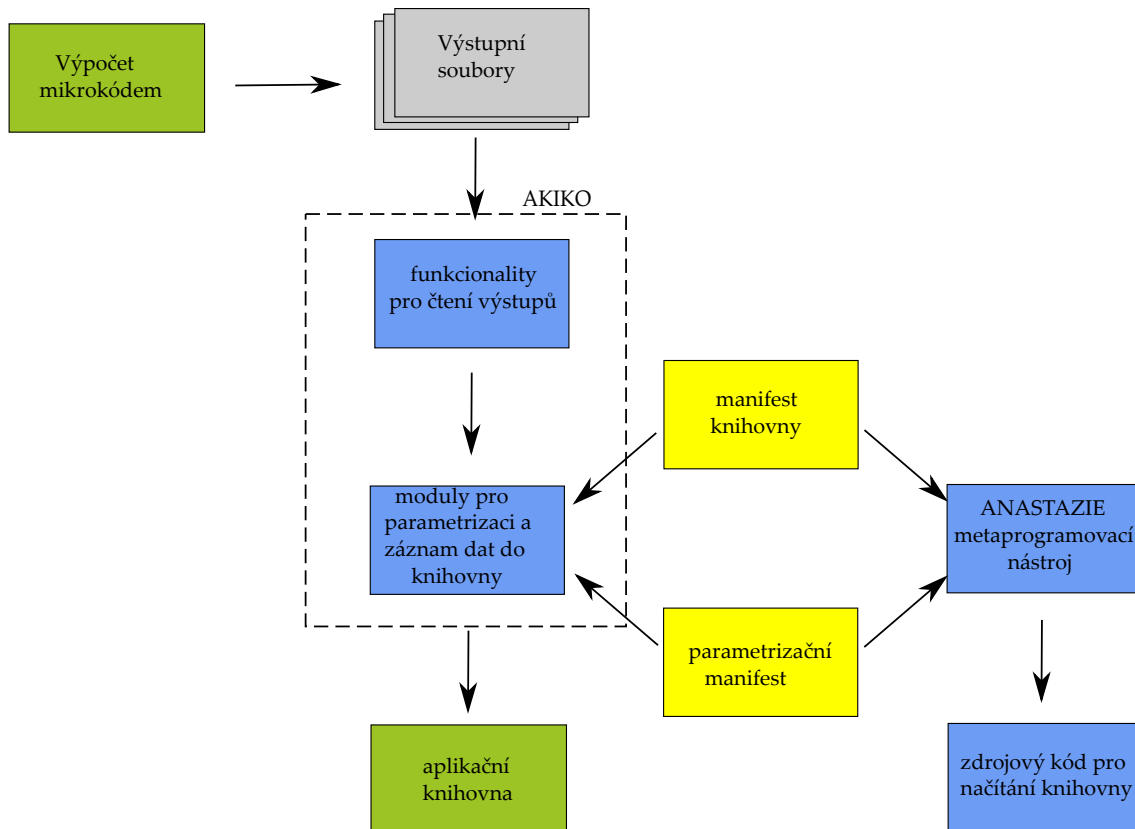 Výpočet
mikrokódem
Výstupní
soubory
AKIKO
funkcionality
pro čtení výstupů
manifest
knihovny
moduly pro
parametrizaci a
záznam dat do
knihovny
ANASTAZIE
metaprogramovací
nástroj
parametrizační
manifest
aplikační
knihovna
zdrojový kód pro
načítání knihovny